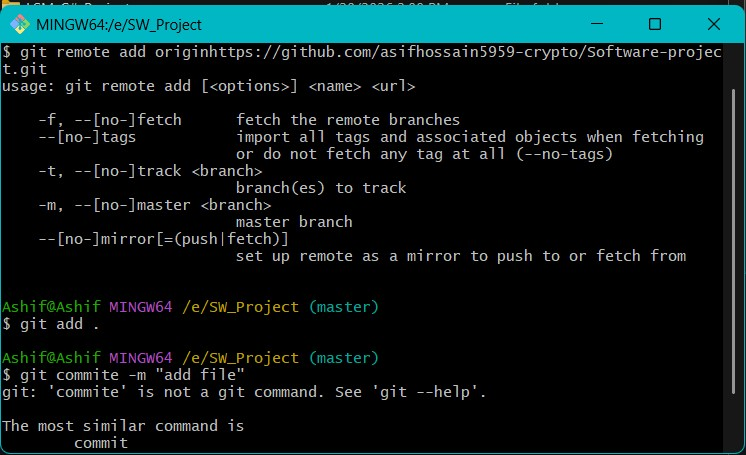 MINGW64:/e/SW_Project
$ git remote add originhttps://github.com/asifhossain5959-crypto/Software-projec
t.git
usage: git remote add [<options>] <name> <url>
-f, --[no-]fetch      fetch the remote branches
--[no-]tags           import all tags and associated objects when fetching
or do not fetch any tag at all (--no-tags)
-t, --[no-]track <branch>
branch(es) to track
-m, --[no-]master <branch>
master branch
--[no-]mirror[=(push|fetch)]
set up remote as a mirror to push to or fetch from
Ashif@Ashif MINGW64 /e/SW_Project (master)
$ git add .
Ashif@Ashif MINGW64 /e/SW_Project (master)
$ git commite -m "add file"
git: 'commite' is not a git command. See 'git --help'.
The most similar command is
commit